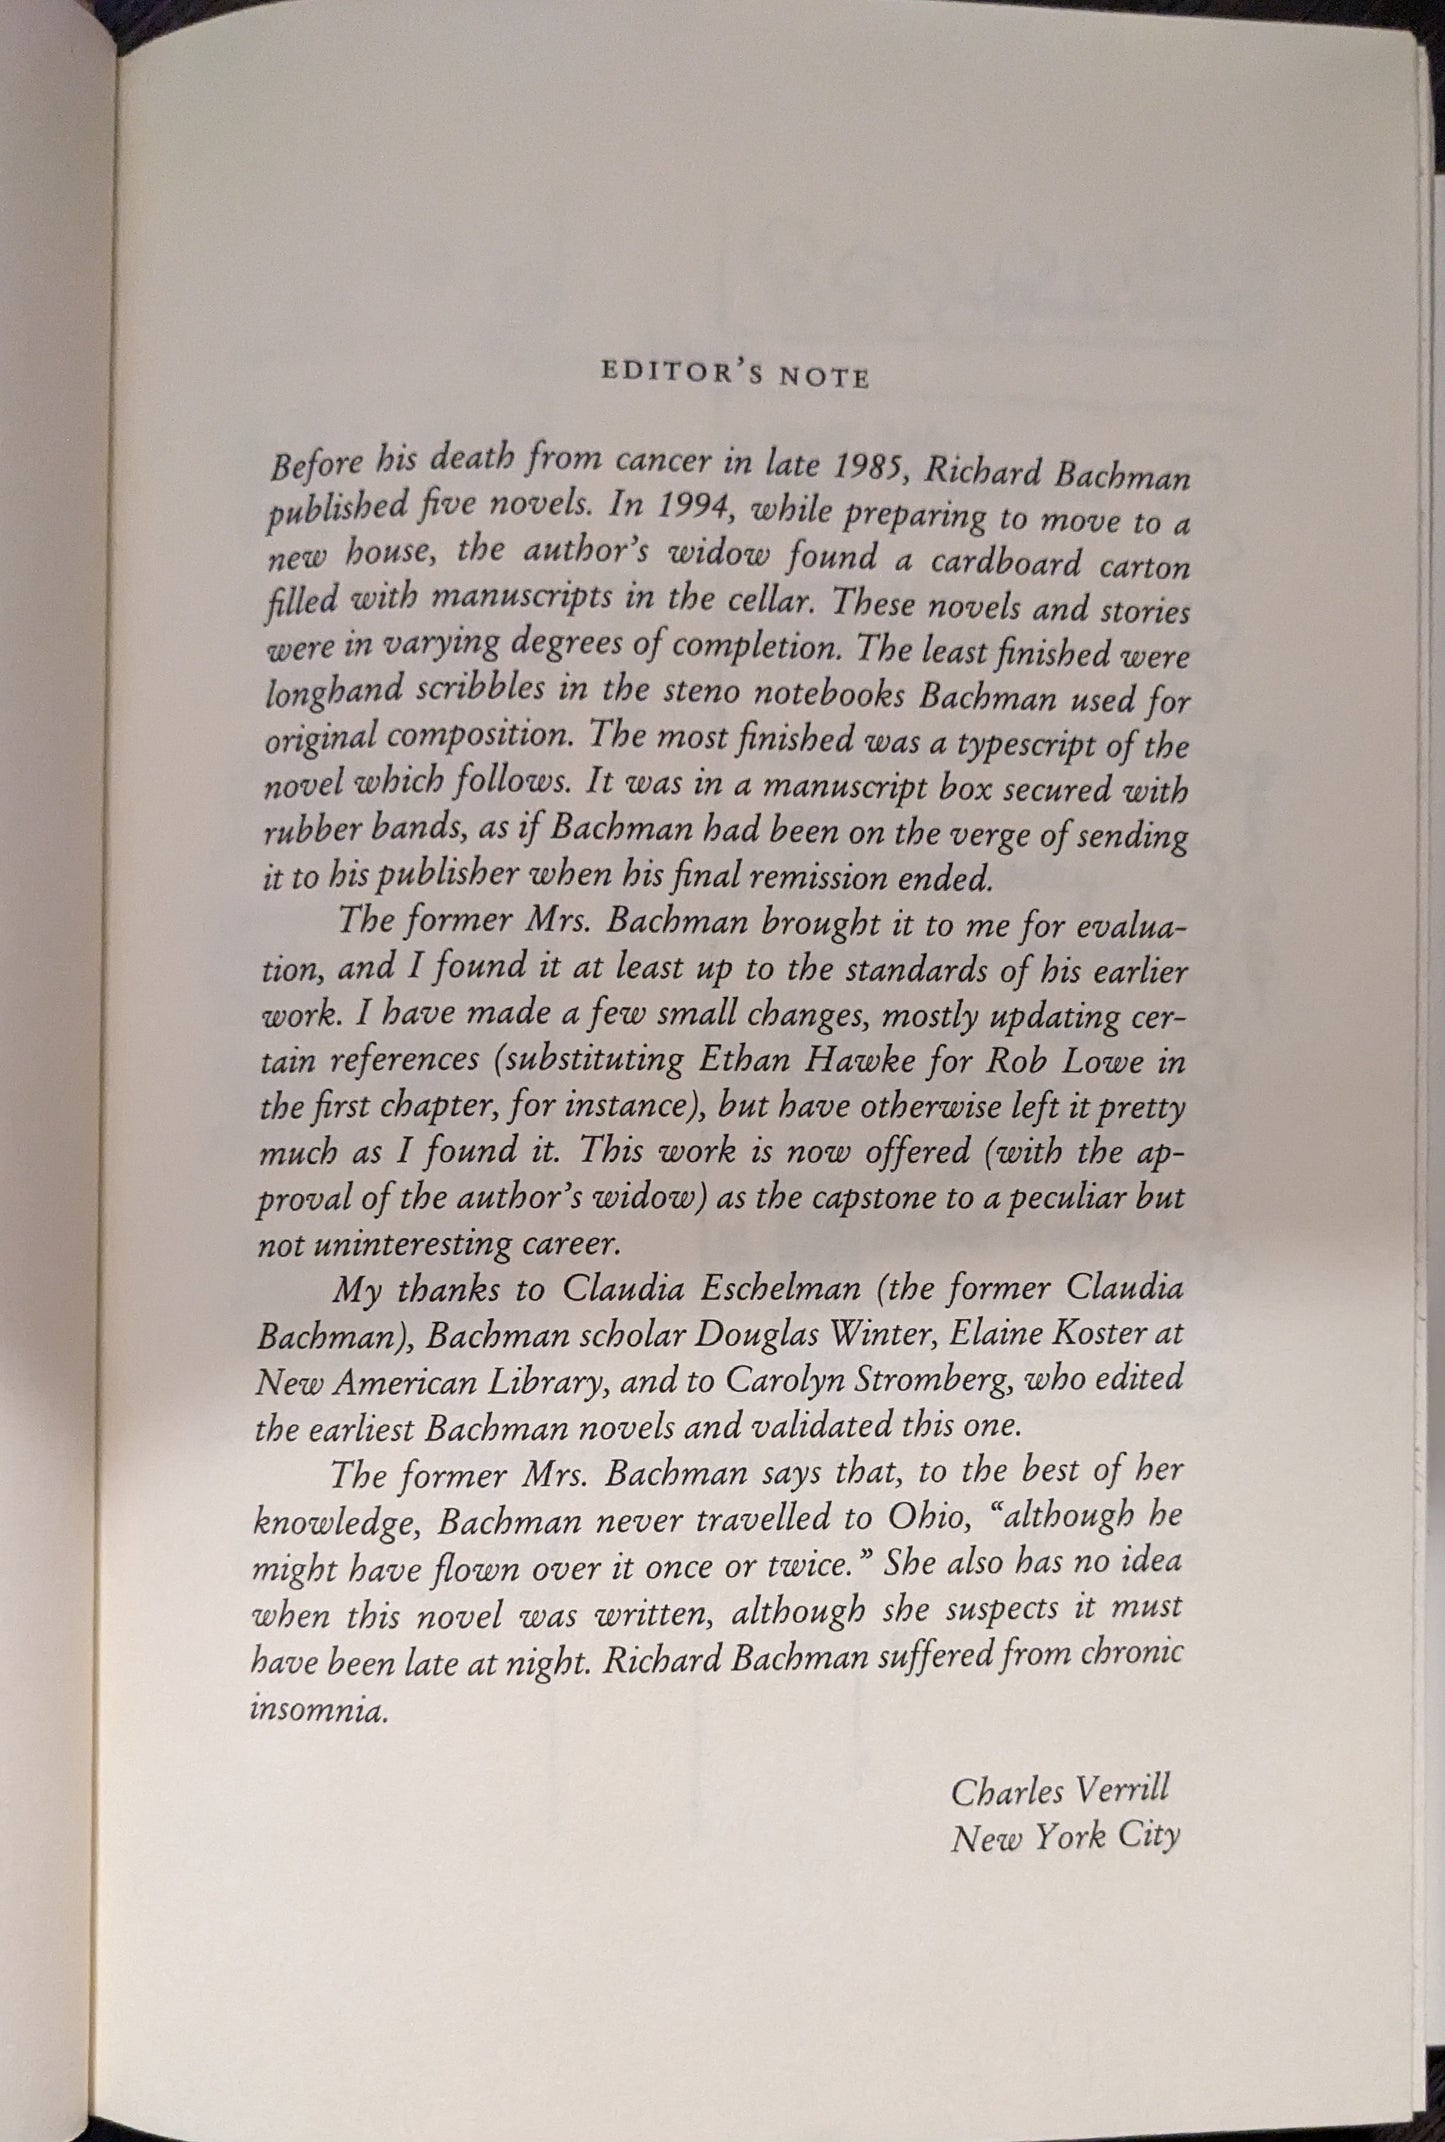 EDITOR'S NOTE
Before his death from cancer in late 1985, Richard Bachman
published five novels. In 1994, while preparing to move to a
new house, the author's widow found a cardboard carton
filled with manuscripts in the cellar. These novels and stories
were in varying degrees of completion. The least finished were
longhand scribbles in the steno notebooks Bachman used for
original composition. The most finished was a typescript of the
novel which follows. It was in a manuscript box secured with
rubber bands, as if Bachman had been on the verge of sending
it to his publisher when his final remission ended.
The former Mrs. Bachman brought it to me for evalua-
tion, and I found it at least up to the standards of his earlier
work. I have made a few small changes, mostly updating cer-
tain references (substituting Ethan Hawke for Rob Lowe in
the first chapter, for instance), but have otherwise left it pretty
much as I found it. This work is now offered (with the ap-
proval of the author's widow) as the capstone to a peculiar but
not uninteresting career.
My thanks to Claudia Eschelman (the former Claudia
Bachman), Bachman scholar Douglas Winter, Elaine Koster at
New American Library, and to Carolyn Stromberg, who edited
the earliest Bachman novels and validated this one.
The former Mrs. Bachman says that, to the best of her
knowledge, Bachman never travelled to Ohio, “although he
might have flown over it once or twice.” She also has no idea
when this novel was written, although she suspects it must
have been late at night. Richard Bachman suffered from chronic
insomnia.
Charles Verrill
New York City